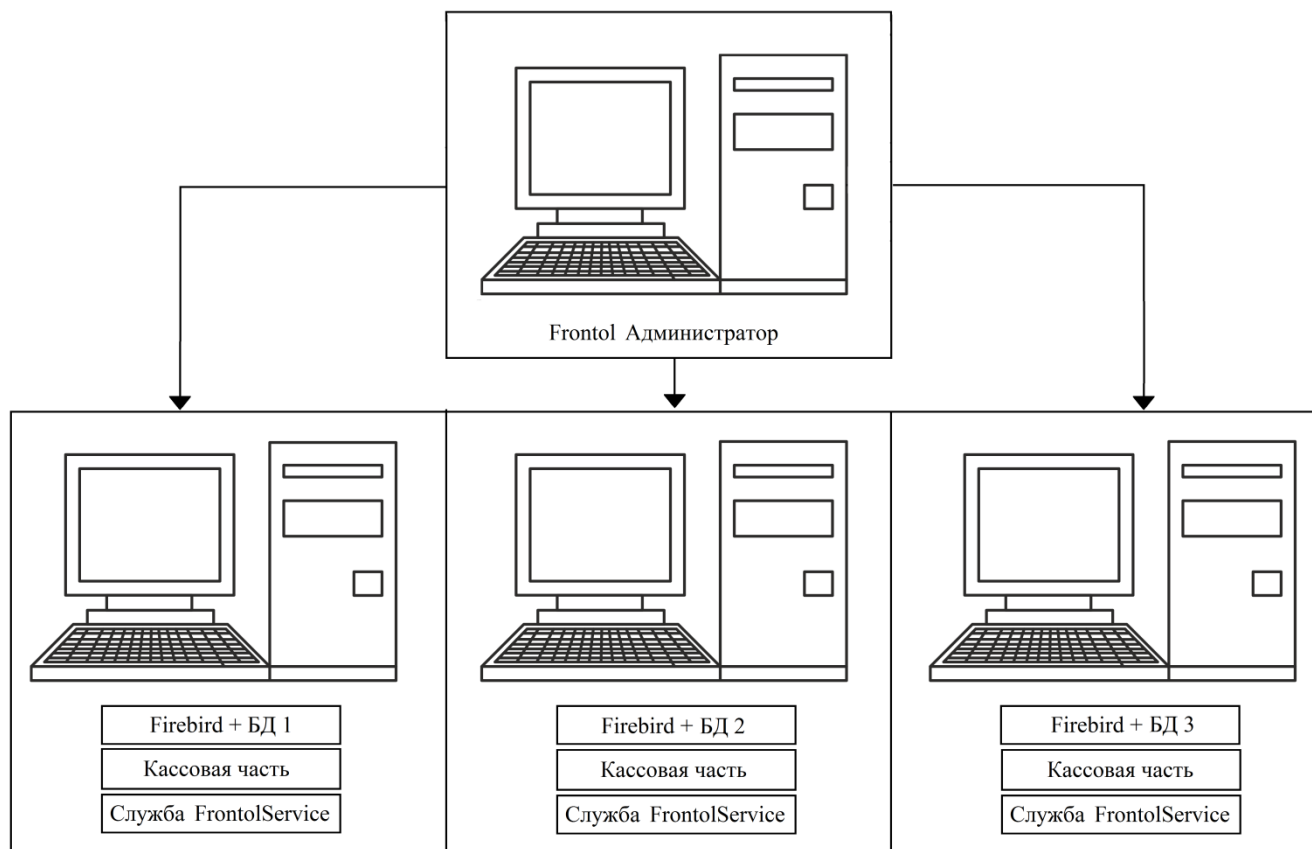 Frontol Администратор
Firebird + БД 1
Кассовая часть
Служба FrontolService
Firebird + БД 2
Кассовая часть
Служба FrontolService
Firebird + БД 3
Кассовая часть
Служба FrontolService